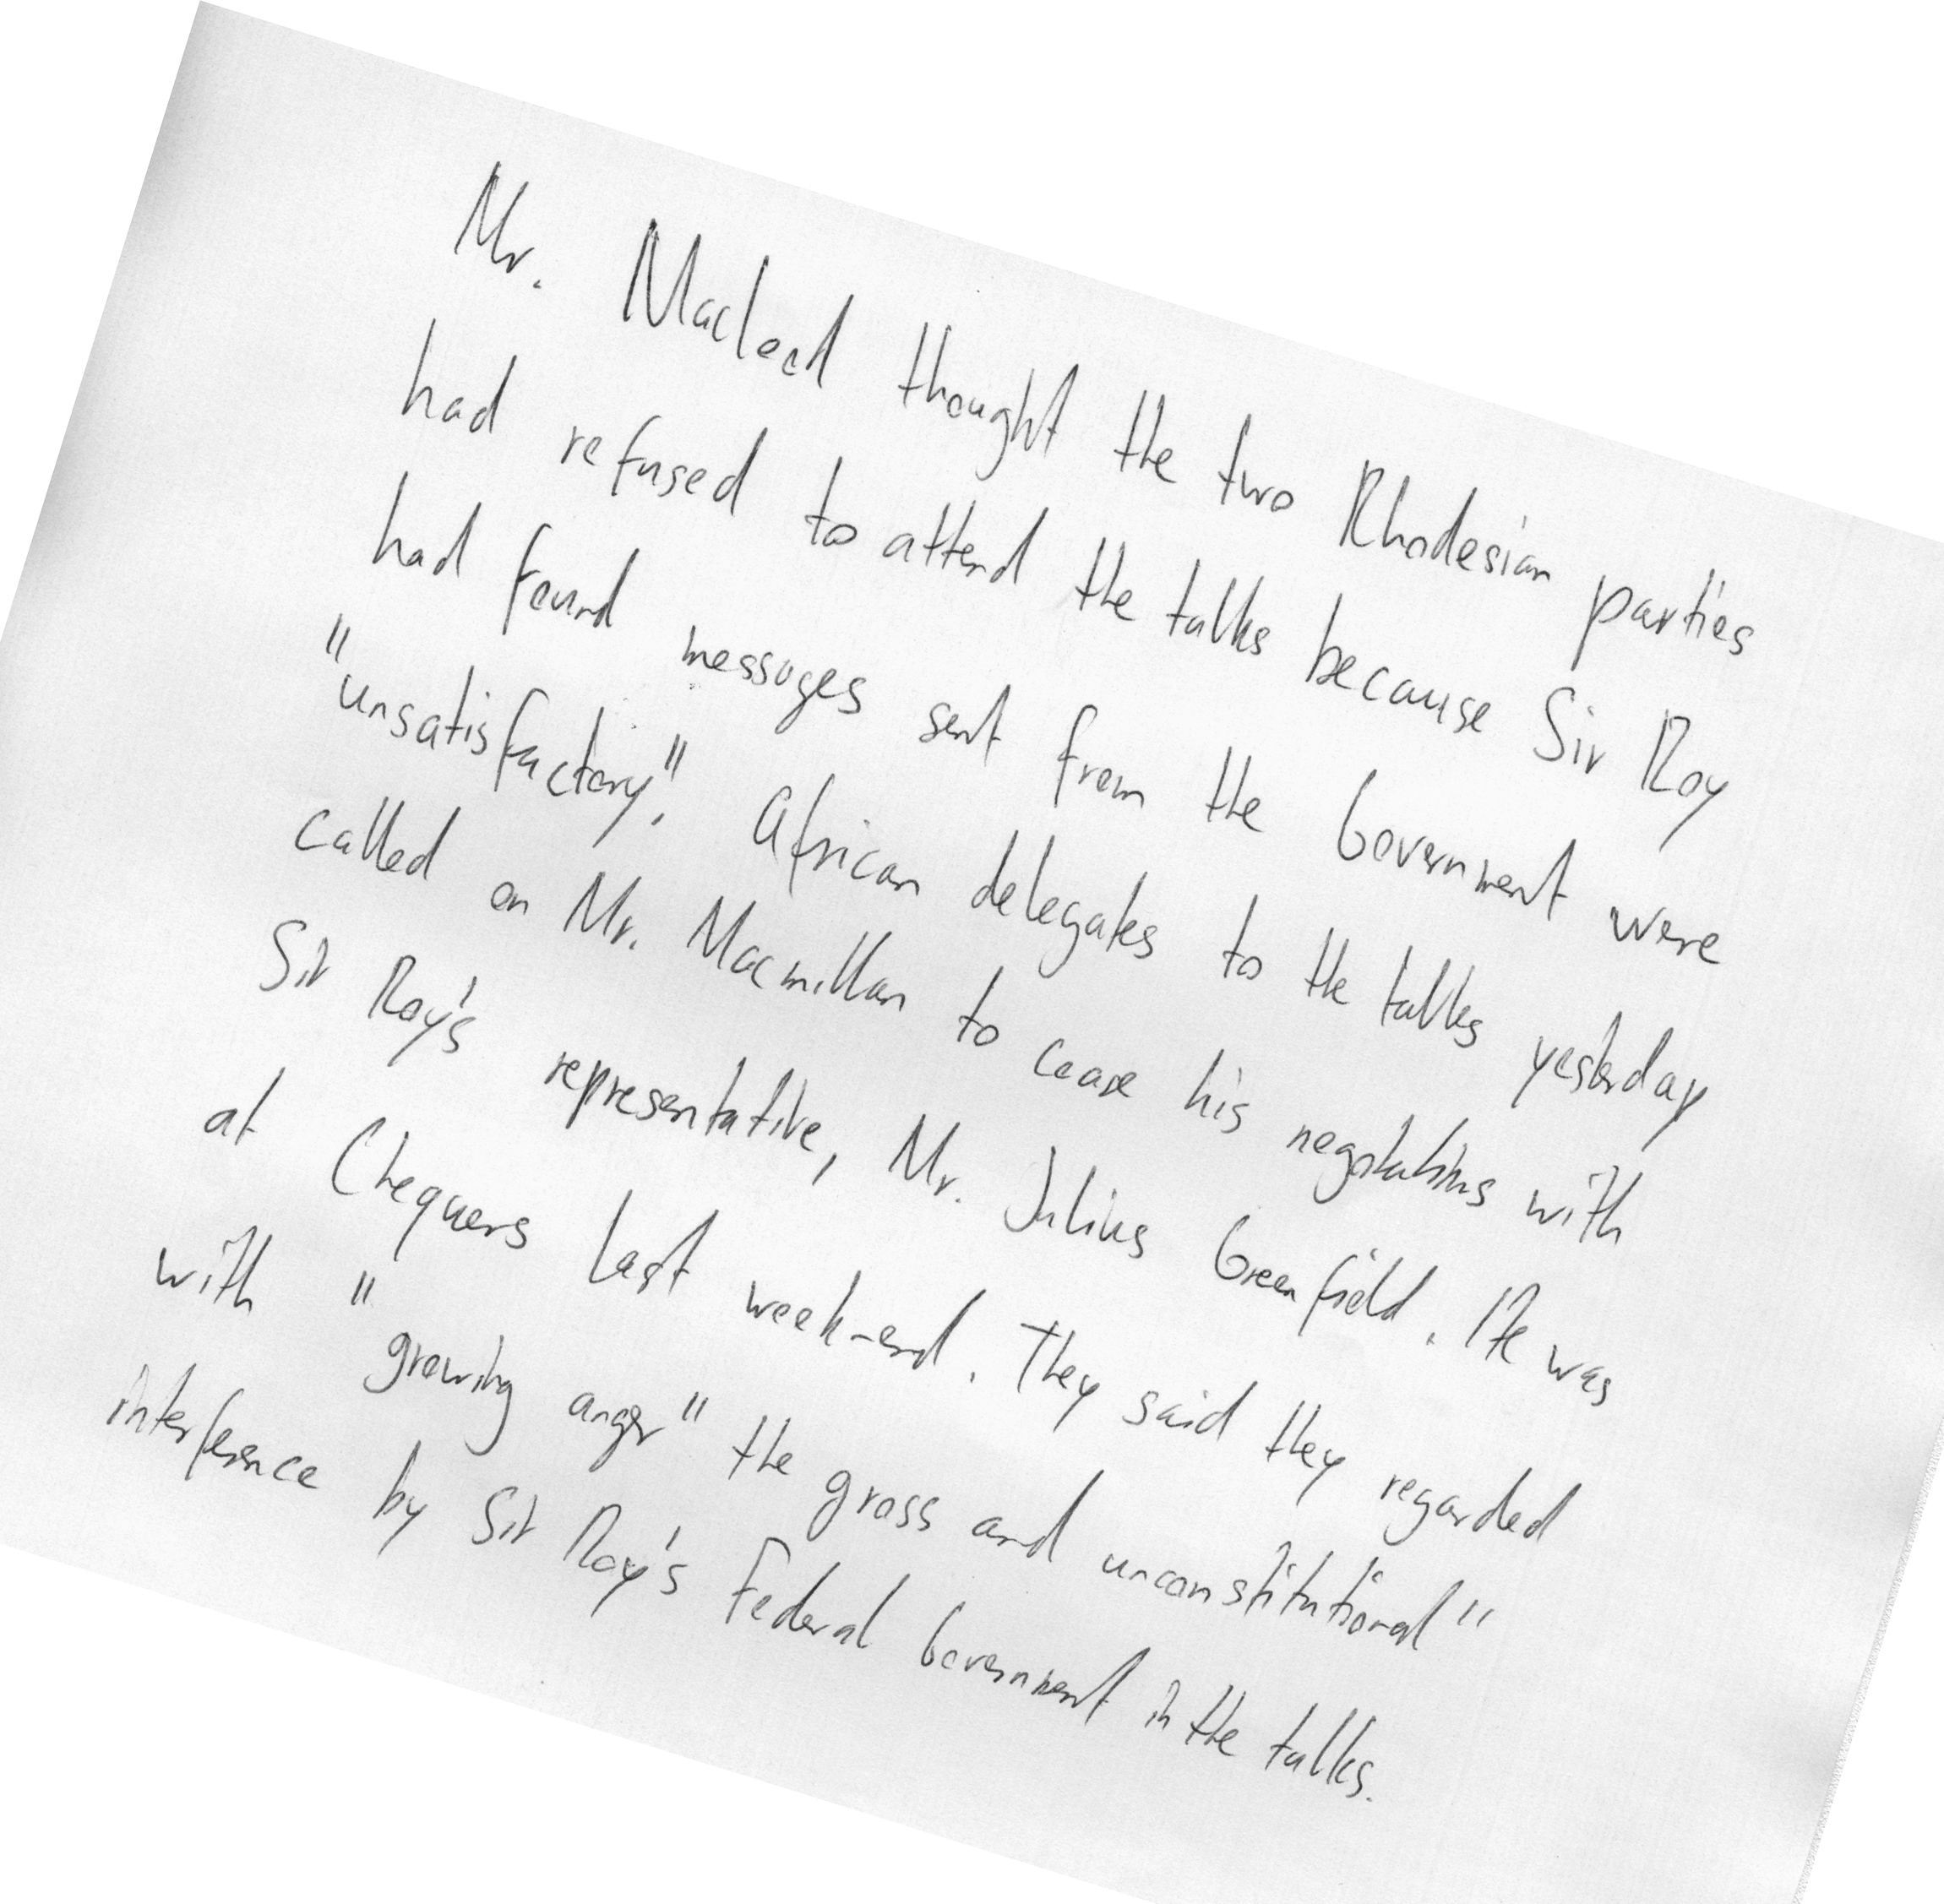 Mr. Macleod thought the two Rhodesian parties
had refused to attend the talks because Sir Roy
had found messages sent from the Government were
"unsatisfactory". African delegates to the talks yesterday
called on Mr. Macmillan to cease his negotiations with
Sir Roy's representative, Mr. Julius Greenfield. He was
at Chequers last week-end. They said they regarded
with "growing anger" the gross and unconstitutional"
interference by Sir Roy's Federal Government in the talks.